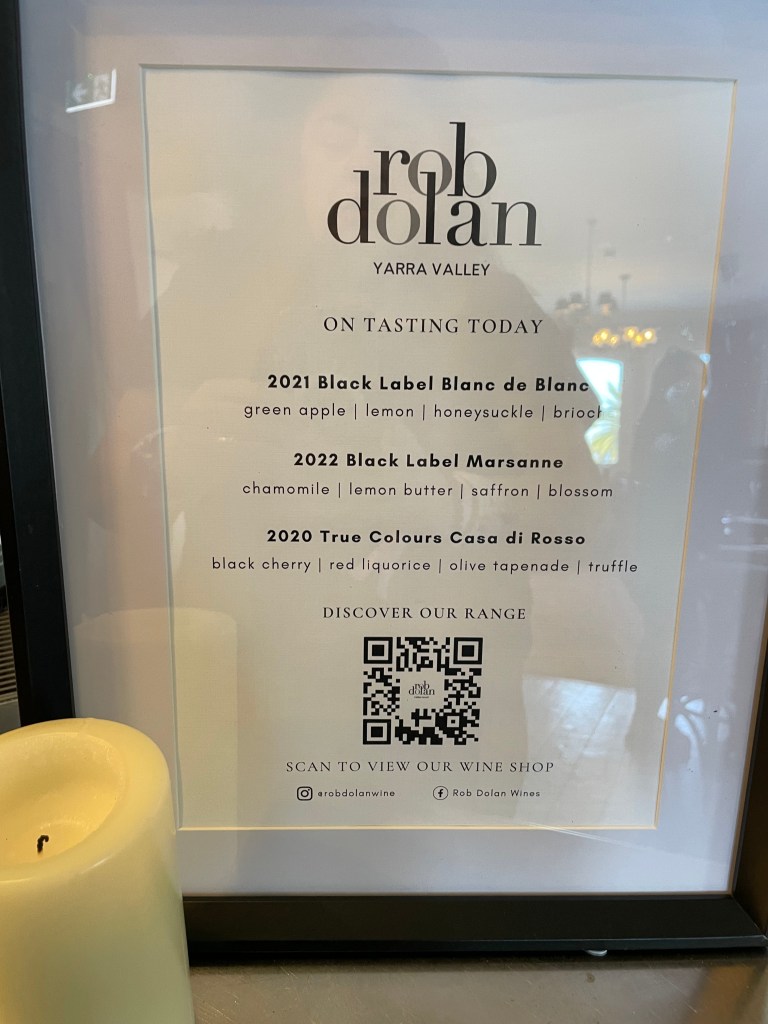 rob
dolan
YARRA VALLEY
ON TASTING TODAY
2021 Black Label Blanc de Blanc
green apple | lemon | honeysuckle |
2022 Black Label Marsanne
chamomile | lemon butter | saffron | blossom
2020 True Colours Casa di Rosso
black cherry | red liquorice | olive tapenade | truffle
DISCOVER OUR RANGE
rob
dolan
SCAN TO VIEW OUR WINE SHOP
@robdolanwine Rob Dolan Wines